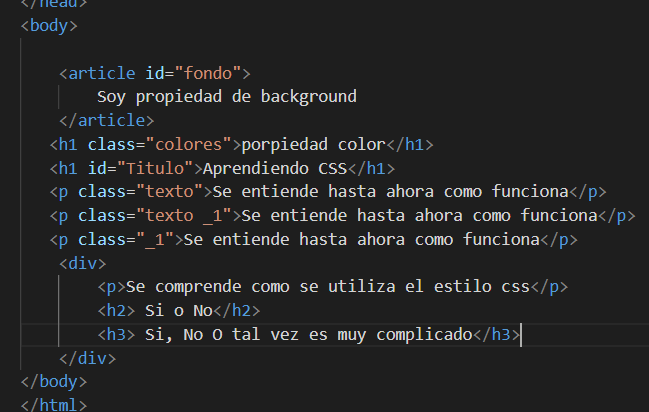 </head>
<body>
<article id="fondo">
Soy propiedad de background
</article>
<h1 class="colores">porpiedad color</h1>
<h1 id="Titulo">Aprendiendo CSS</h1>
<p class="texto">Se entiende hasta ahora como funciona</p>
<p class="texto _1">Se entiende hasta ahora como funciona</p>
<p class="_1">Se entiende hasta ahora como funciona</p>
<div>
<p>Se comprende como se utiliza el estilo css</p>
<h2> Si o No</h2>
<h3> Si, No O tal vez es muy complicado</h3>
</div>
</body>
</html>